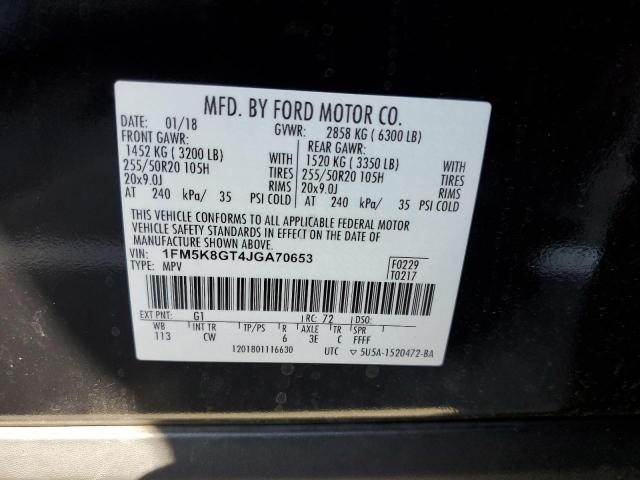 MFD. BY FORD MOTOR CO.
DATE: 01/18 GVWR: 2858 KG ( 6300 LB)
FRONT GAWR: REAR GAWR:
1452 KG ( 3200 LB) WITH 1520 KG ( 3350 LB) WITH
255/50R20 105H TIRES 255/50R20 105H TIRES
20x9.0J RIMS 20x9.0J RIMS
AT 240 kPa/ 35 PSI COLD AT 240 kPa/ 35 PSI COLD
THIS VEHICLE CONFORMS TO ALL APPLICABLE FEDERAL MOTOR
VEHICLE SAFETY STANDARDS IN EFFECT ON THE DATE OF
MANUFACTURE SHOWN ABOVE.
VIN: 1FM5K8GT4JGA70653 F0229
TYPE: MPV T0217
EXT PNT: G1 RC: 72 DSO:
WB INT TR TP/PS R AXLE TR SPR
113 CW 6 3E C FFFF
1201801116630 UTC ▽ 5U5A-1520472-BA